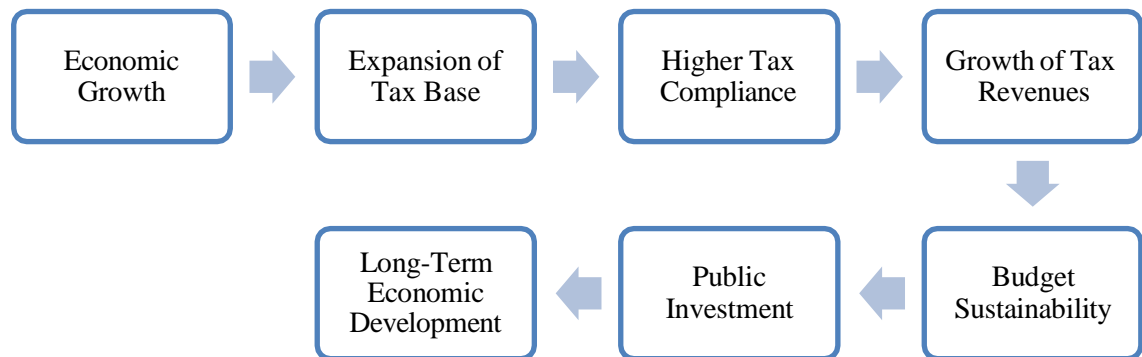 Economic
Growth
Expansion of
Tax Base
Higher Tax
Compliance
Growth of Tax
Revenues
Budget
Sustainability
Public
Investment
Long-Term
Economic
Development